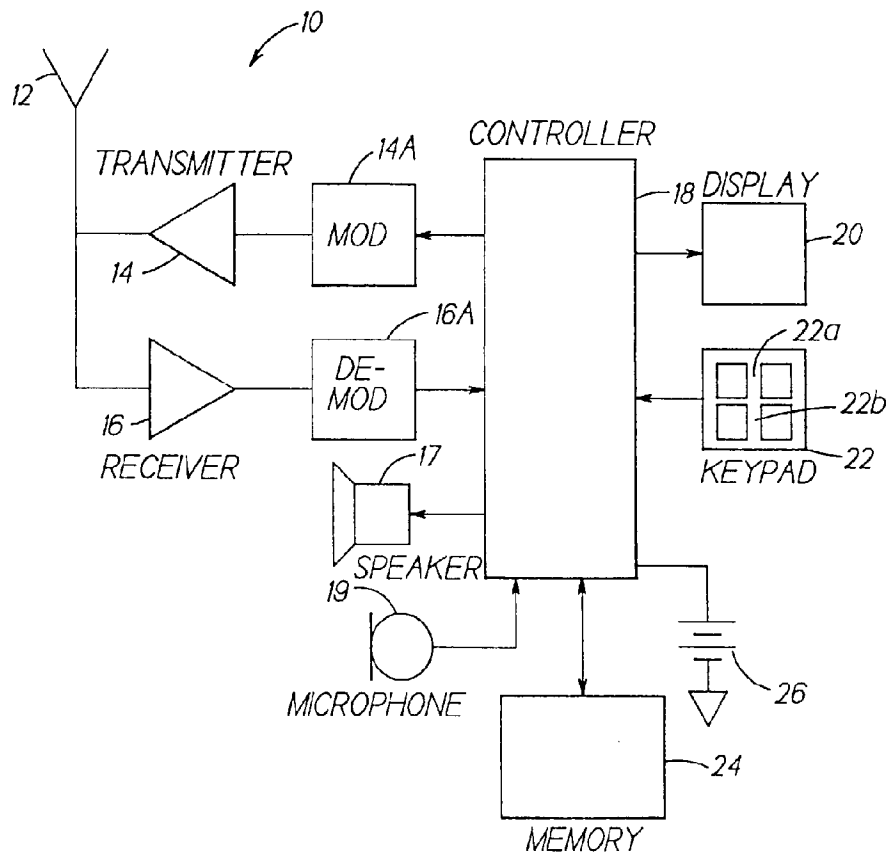 10
12
CONTROLLER
14A
TRANSMITTER
18
DISPLAY
MOD
20
14
16A
22a
DE-
MOD
22b
16
RECEIVER
17
KEYPAD
22
SPEAKER
19
26
MICROPHONE
24
MEMORY